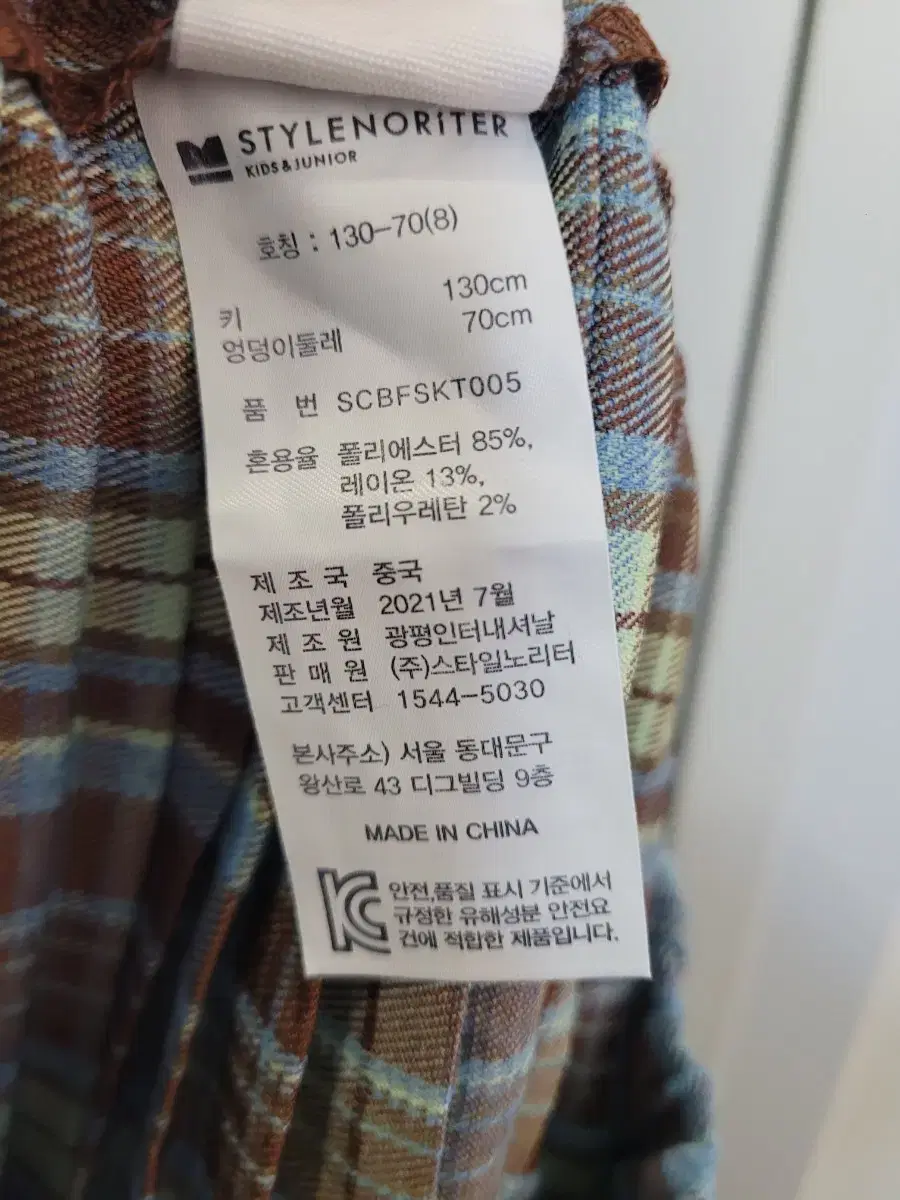 STYLENORiTER
KIDS&JUNIOR
호칭 : 130-70(8)
키 130cm
엉덩이둘레 70cm
품 번 SCBFSKT005
혼용율 폴리에스터 85%,
레이온 13%,
폴리우레탄 2%
제 조 국 중국
제조년월 2021년 7월
제 조 원 광평인터내셔날
판 매 원 (주)스타일노리터
고객센터 1544-5030
본사주소) 서울 동대문구
왕산로 43 디그빌딩 9층
MADE IN CHINA
안전,품질 표시 기준에서
규정한 유해성분 안전요
건에 적합한 제품입니다.